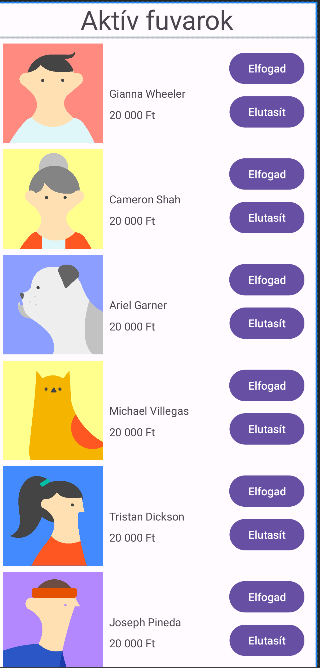 Aktív fuvarok
Elfogad
Gianna Wheeler
20 000 Ft
Elutasít
Elfogad
Cameron Shah
20 000 Ft
Elutasít
Elfogad
Ariel Garner
20 000 Ft
Elutasít
Elfogad
Michael Villegas
20 000 Ft
Elutasít
Elfogad
Tristan Dickson
20 000 Ft
Elutasít
Elfogad
Joseph Pineda
20 000 Ft
Elutasít